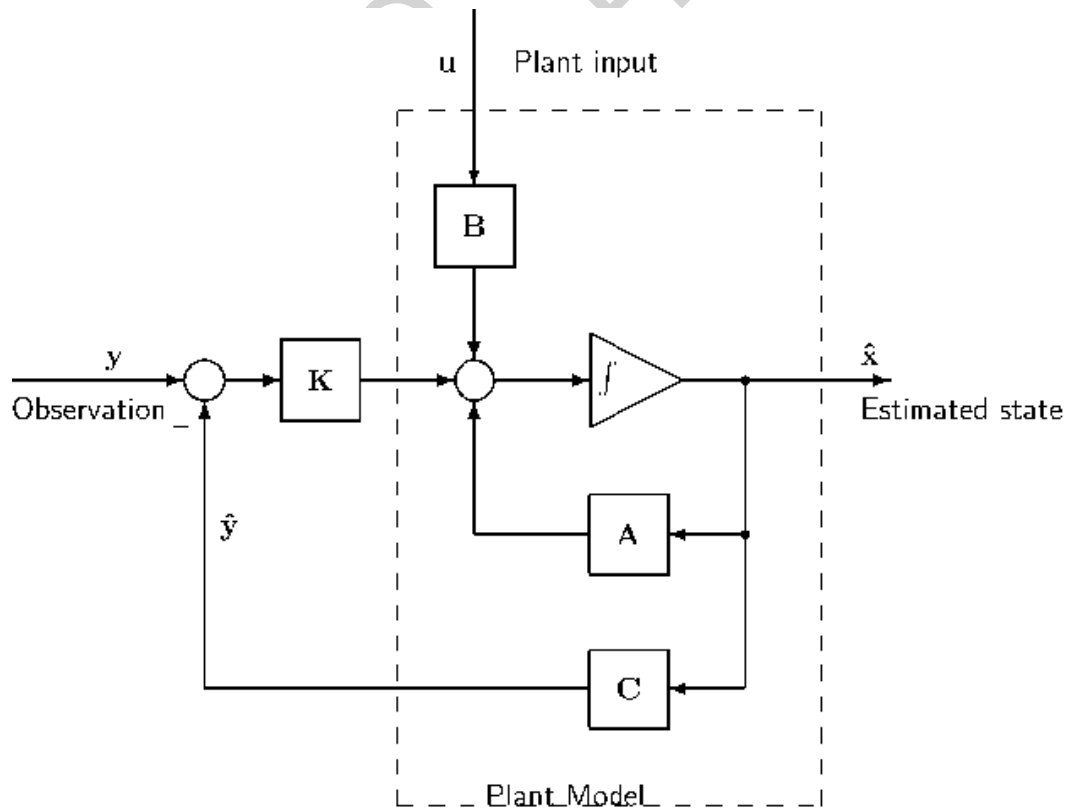 u Plant input
B
y
K
∫
x̂
Observation
_
Estimated state
ŷ
A
C
Plant Model